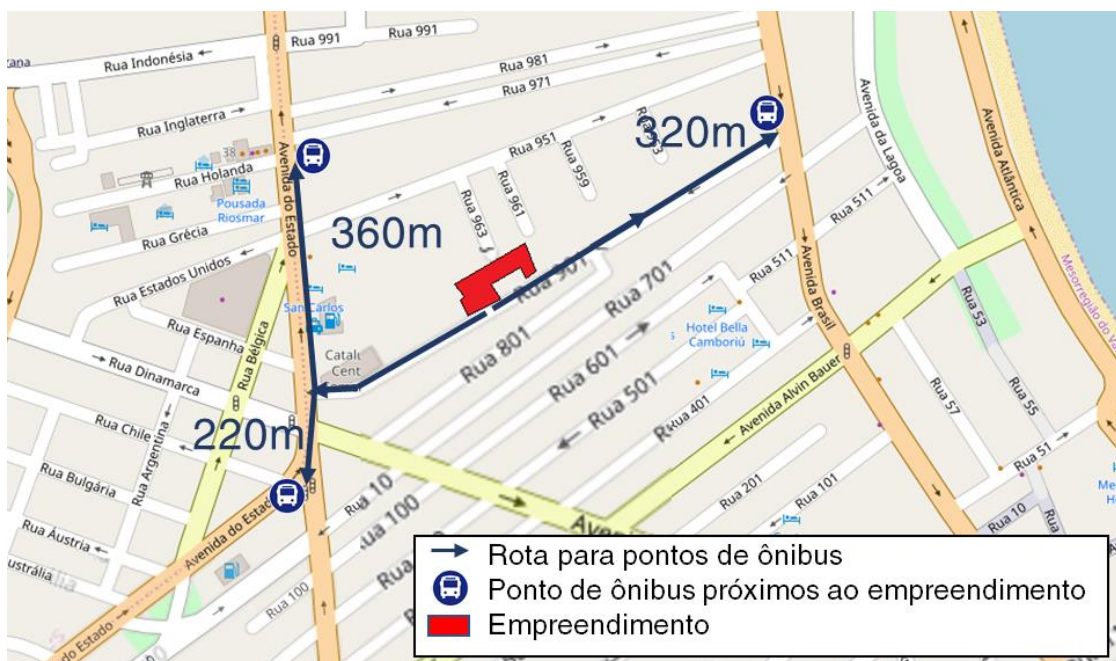 Rua 991
Rua 991
Rua Indonésia
Rua 981
Rua 971
Rua Inglaterra
38
Rua Holanda
Pousada
Riosmar
Rua Grécia
Rua Estados Unidos
Avenida do Estado
Rua 951
Rua 959
Rua 961
Rua 963
320m
360m
Avenida da Lagoa
Avenida Atlântica
Rua 511
Rua 511
Avenida Brasil
San Carlos
Rua Espanha
Rua Bélgica
Rua Dinamarca
Rua 801
Rua 701
Rua 601
Rua 501
Rua 401
Hotel Bella
Camboriú
Rua 53
Rua 55
Rua 57
Rua 51
Avenida Alvin Bauer
220m
Rua Chile
Rua Argentina
Rua Bulgária
Rua Áustria
Avenida do Estado
Rua 10
Rua 100
Rua 100
Rua 201
Rua 101
Rua 10
do Estado
Rota para pontos de ônibus
Ponto de ônibus próximos ao empreendimento
Empreendimento